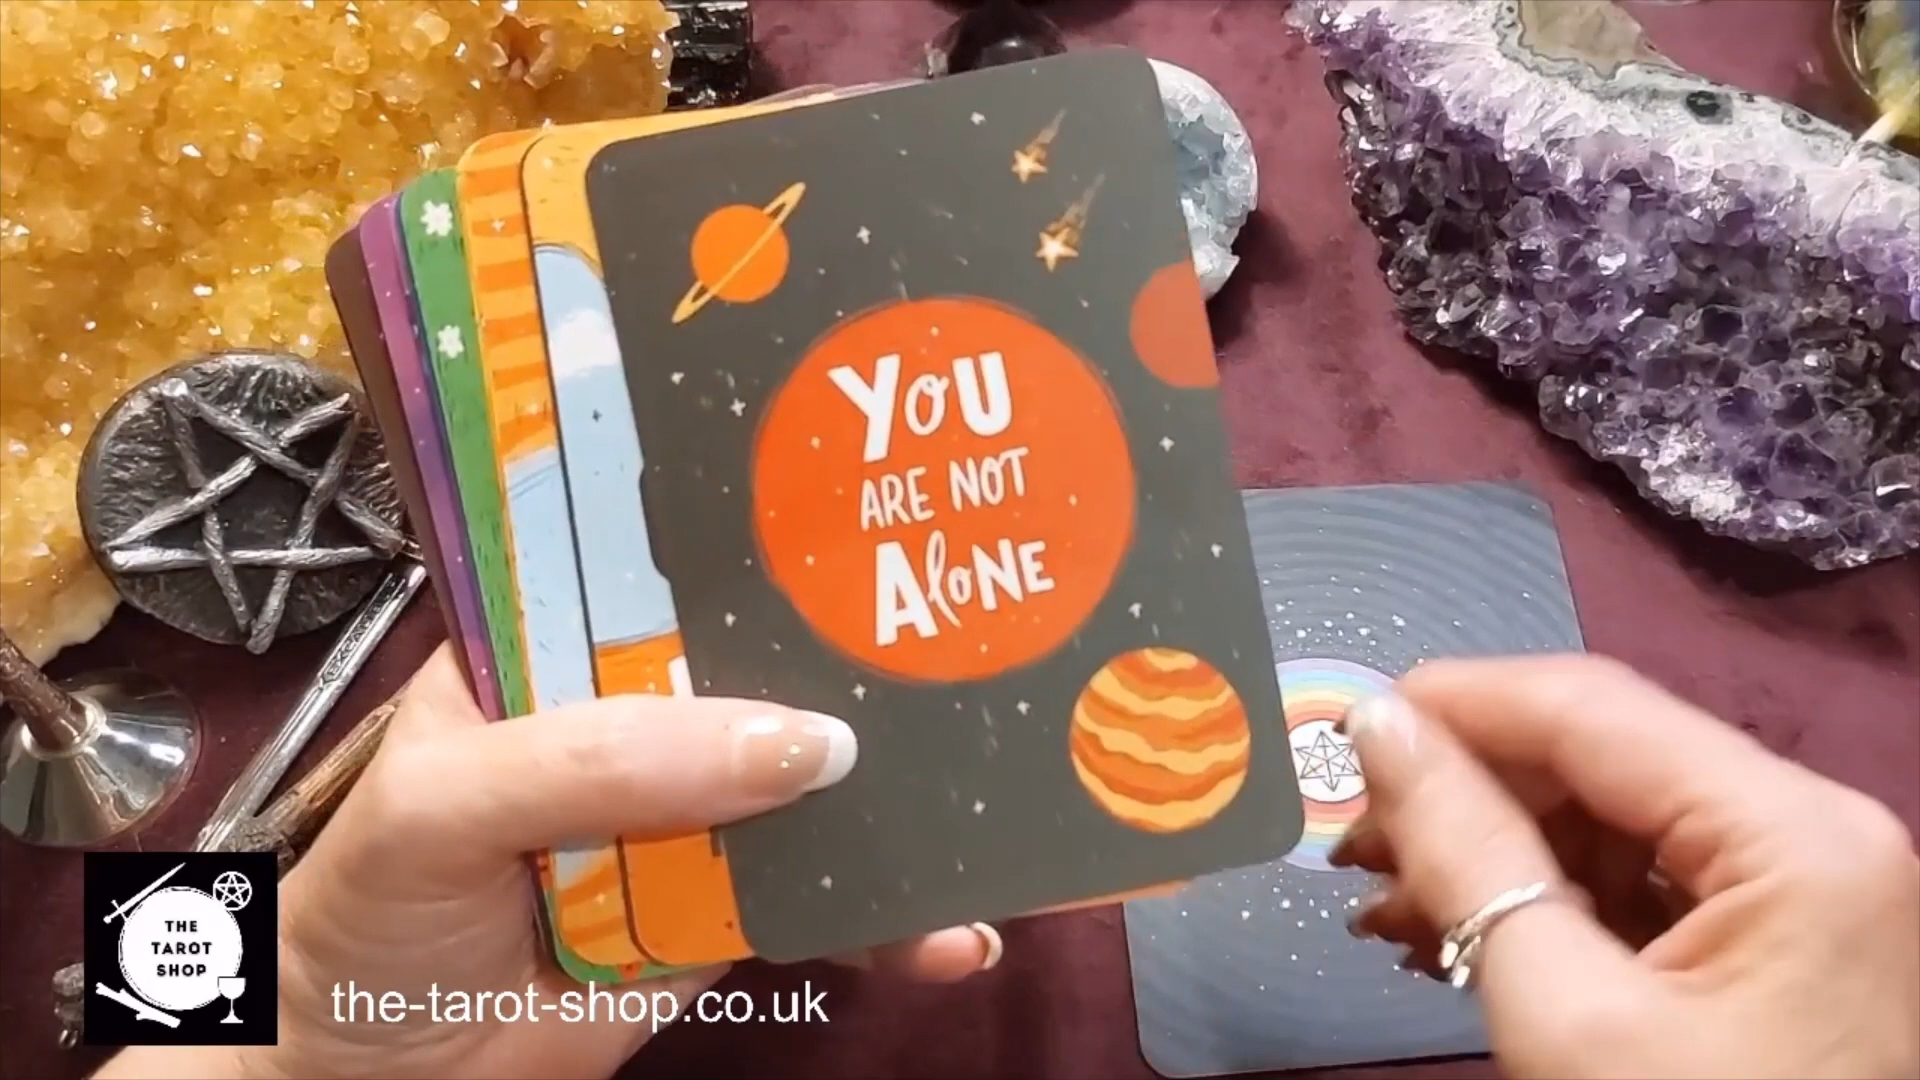 YoU
ARE NOT
AloNE
THE
TAROT
SHOP
the-tarot-shop.co.uk